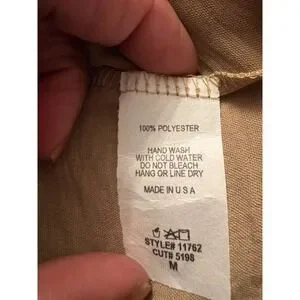 100% POLYESTER
HAND WASH
WITH COLD WATER
DO NOT BLEACH
HANG OR LINE DRY
MADE IN U S A
STYLE# 11762
CUT# 5198
M